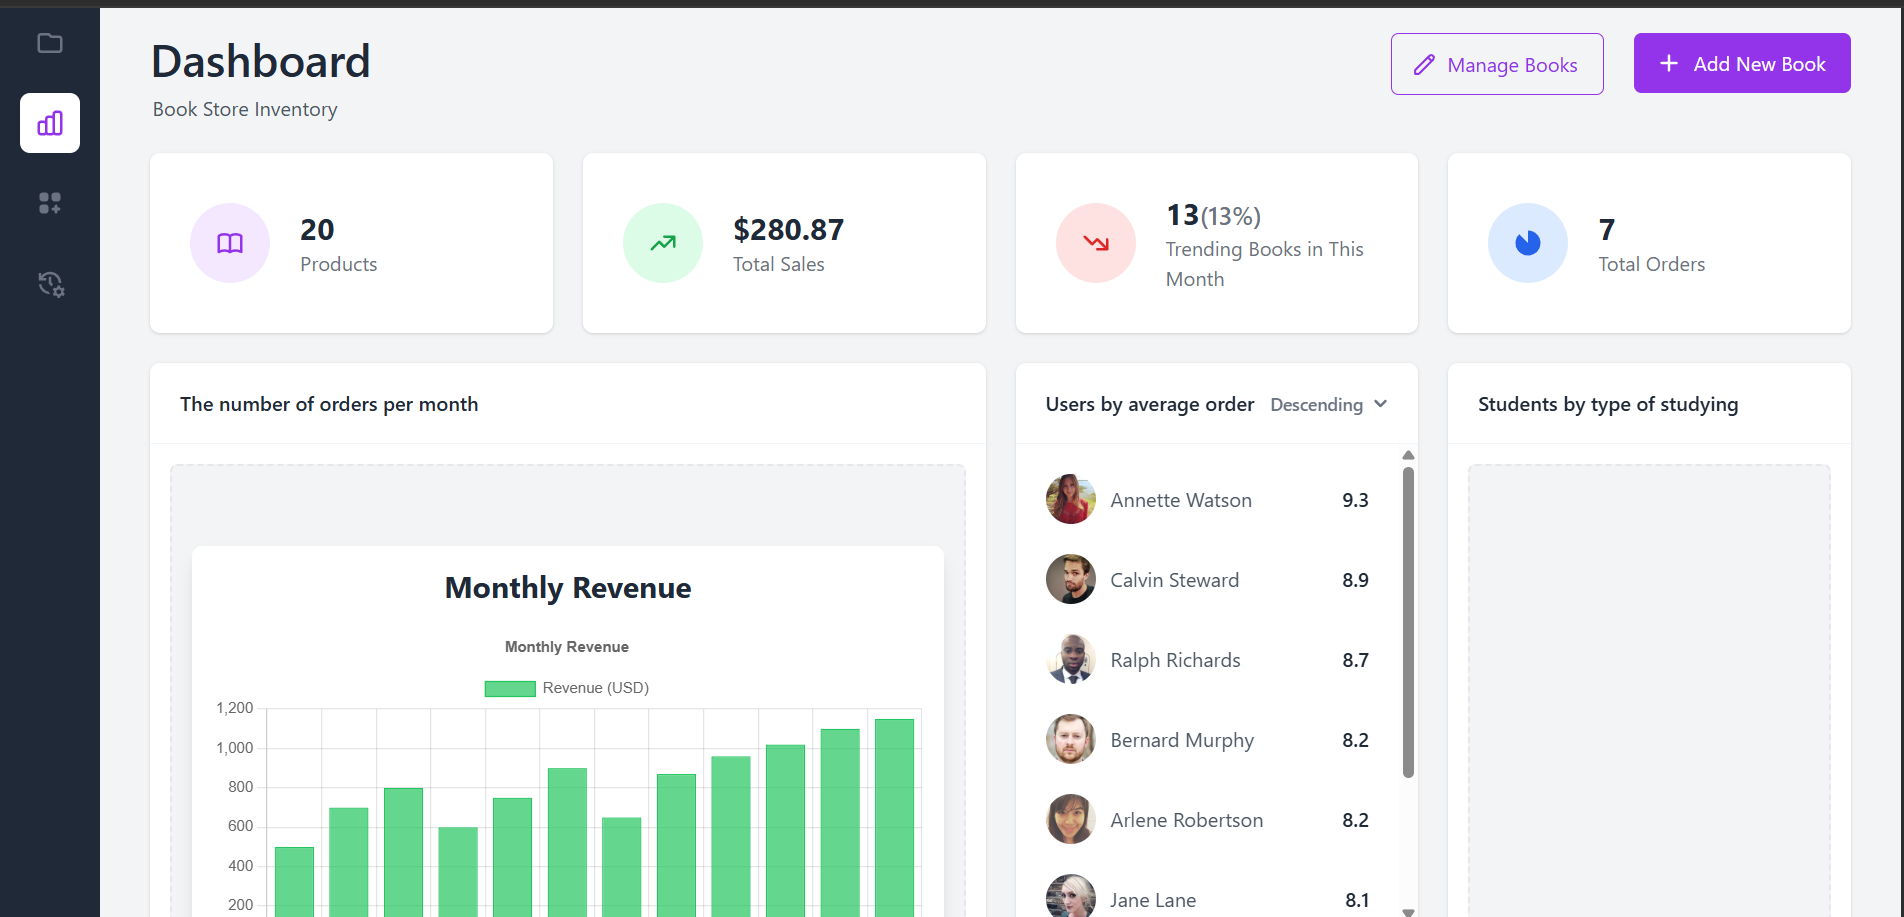 Dashboard
Book Store Inventory
Manage Books
Add New Book
20
Products
$280.87
Total Sales
13(13%)
Trending Books in This
Month
7
Total Orders
The number of orders per month
Monthly Revenue
Monthly Revenue
Revenue (USD)
1,200
1,000
800
600
400
200
Users by average order Descending
Annette Watson 9.3
Calvin Steward 8.9
Ralph Richards 8.7
Bernard Murphy 8.2
Arlene Robertson 8.2
Jane Lane 8.1
Students by type of studying